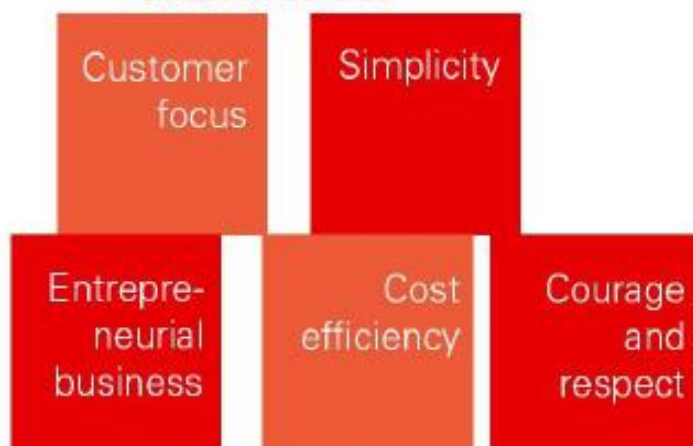 Customer
focus
Simplicity
Entrepre-
neurial
business
Cost
efficiency
Courage
and
respect